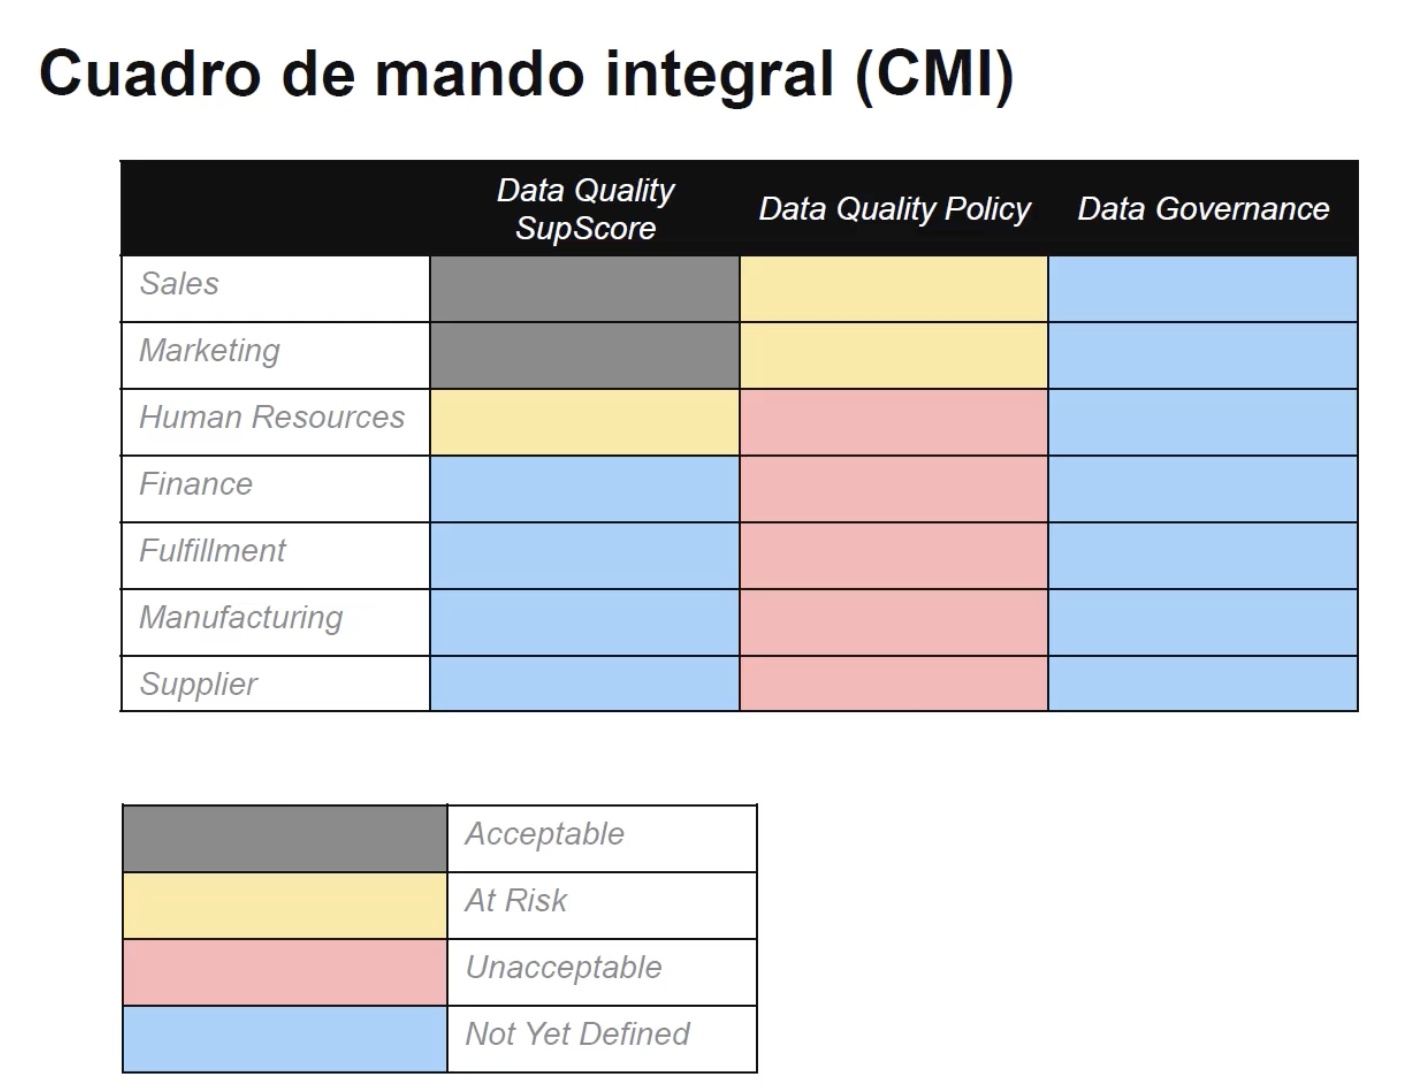 Cuadro de mando integral (CMI)
Data Quality
SupScore
Data Quality Policy
Data Governance
Sales
Marketing
Human Resources
Finance
Fulfillment
Manufacturing
Supplier
Acceptable
At Risk
Unacceptable
Not Yet Defined